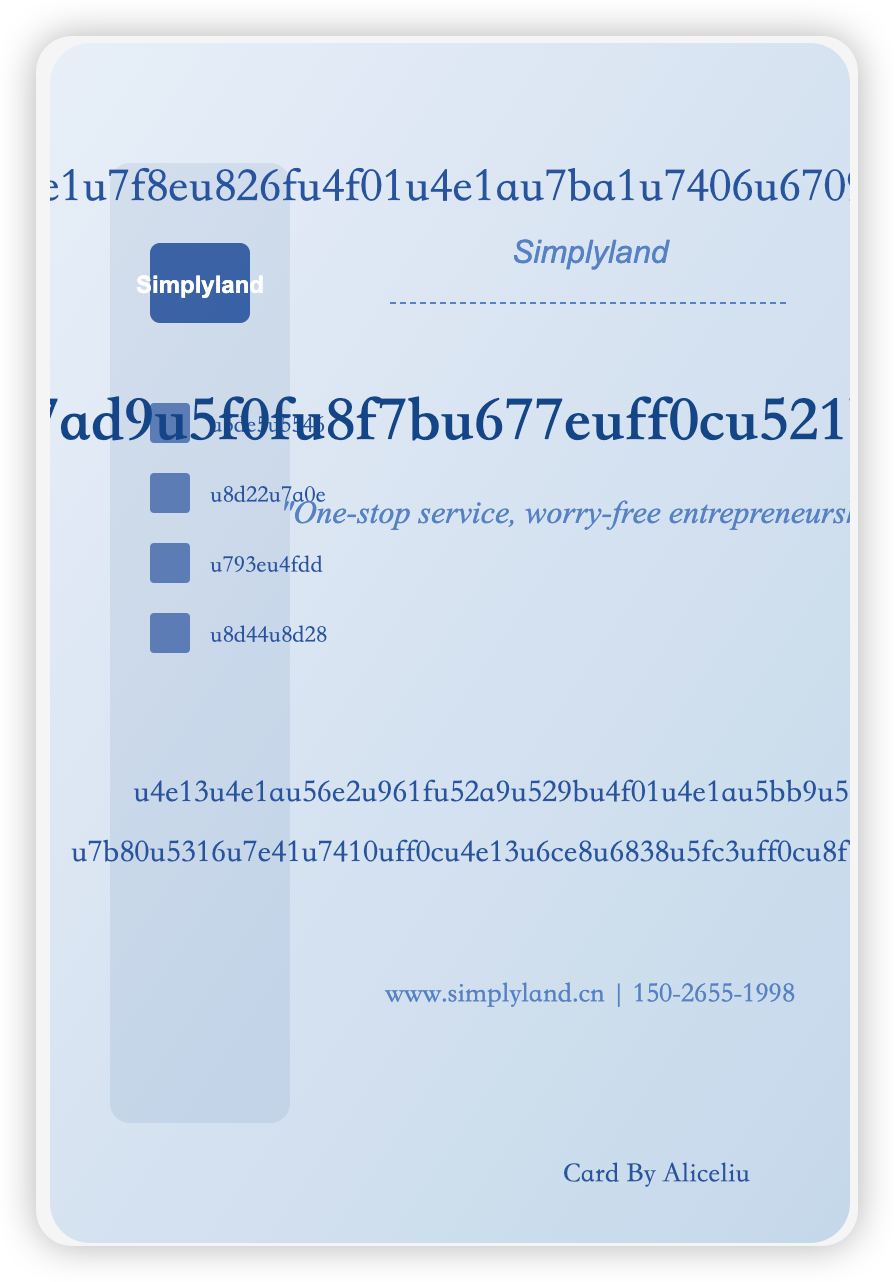 e1u7f8eu826fu4f01u4e1au7ba1u7406u6709
Simplyland
Simplyland
7ad9u5f0fu8f7bu677euff0cu521
u5de5u5546
u8d22u7a0e
"One-stop service, worry-free entrepreneursh
u793eu4fdd
u8d44u8d28
u4e13u4e1au56e2u961fu52a9u529bu4f01u4e1au5bb9u5
u7b80u5316u7e41u7410uff0cu4e13u6ce8u6838u5fc3uff0cu8f
www.simplyland.cn | 150-2655-1998
Card By Aliceliu